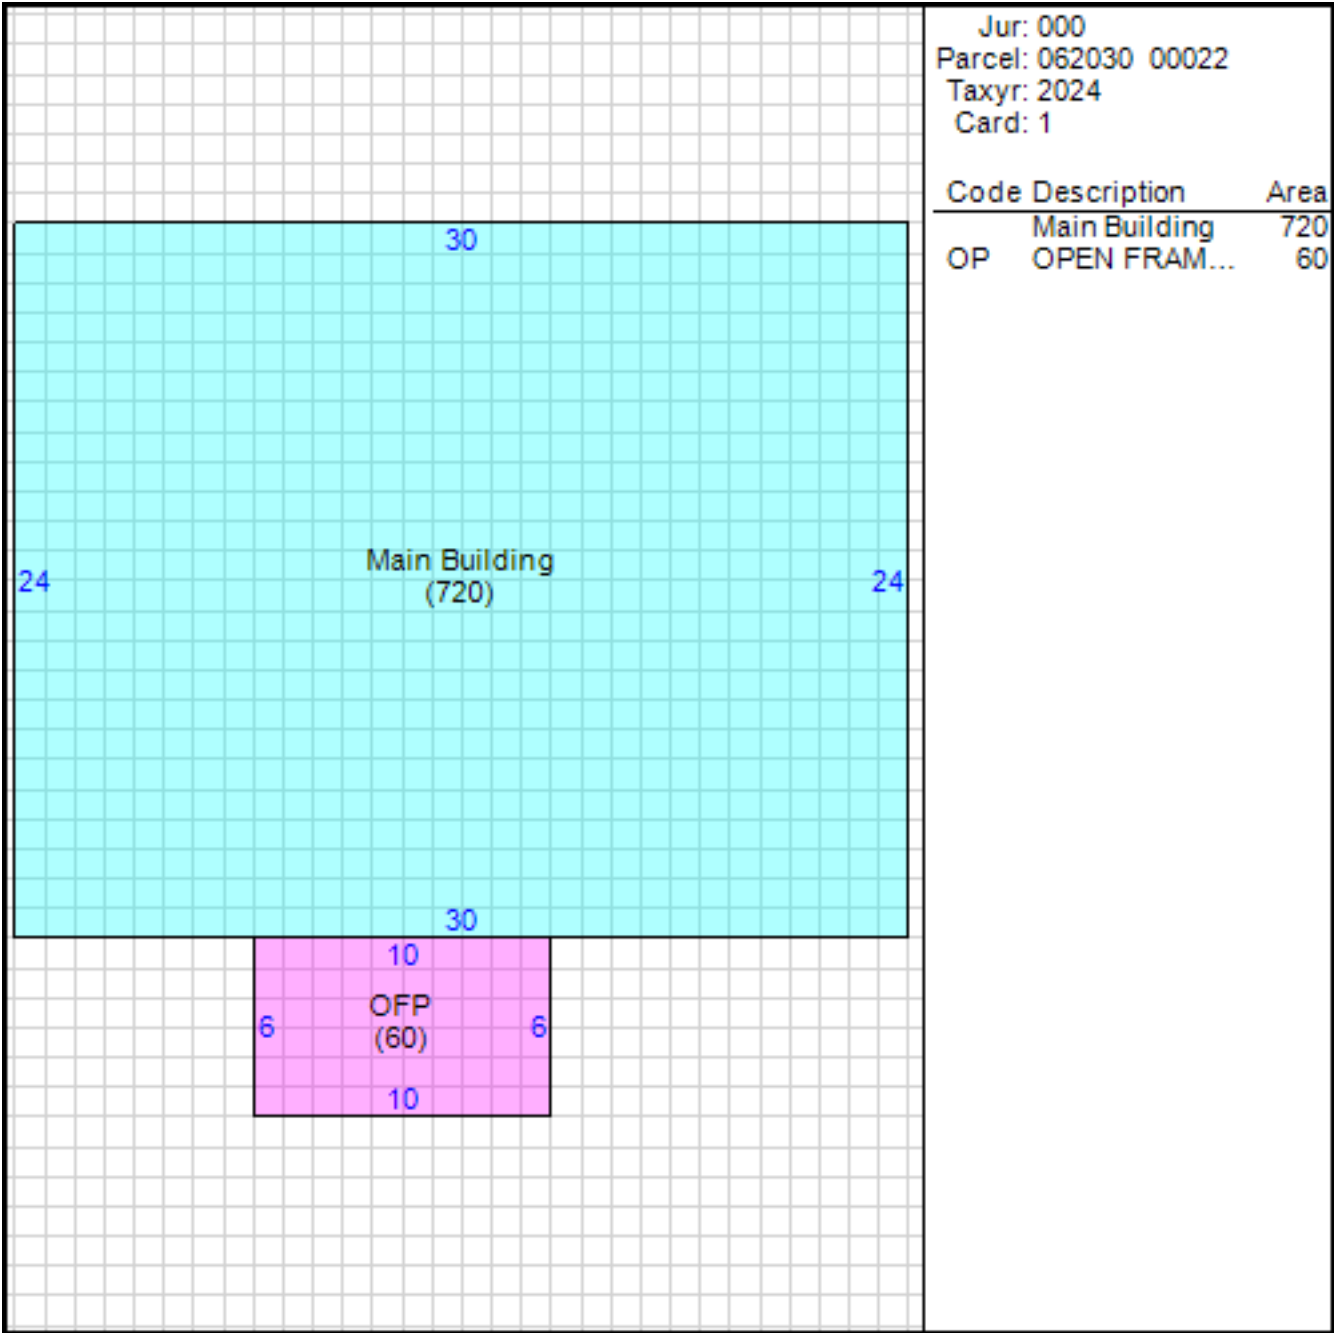 Jur: 000
Parcel: 062030 00022
Taxyr: 2024
Card: 1
Code Description Area
Main Building 720
OP OPEN FRAM... 60
30
Main Building
(720)
24 24
30
10
OFP
(60)
6 6
10